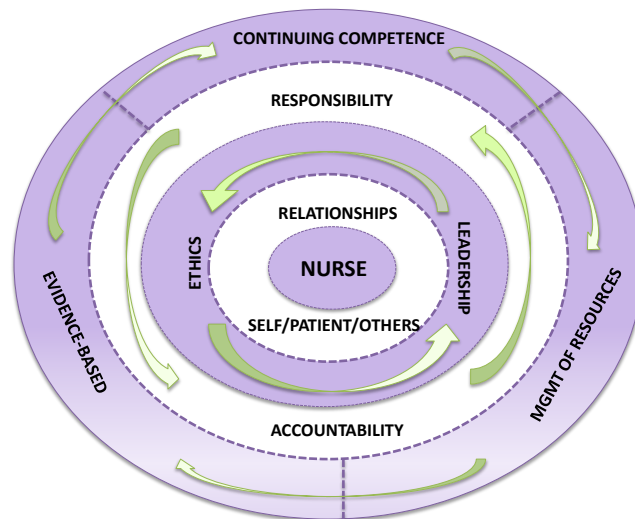 CONTINUING COMPETENCE
RESPONSIBILITY
RELATIONSHIPS
ETHICS
LEADERSHIP
NURSE
SELF/PATIENT/OTHERS
EVIDENCE-BASED
MGMT OF RESOURCES
ACCOUNTABILITY